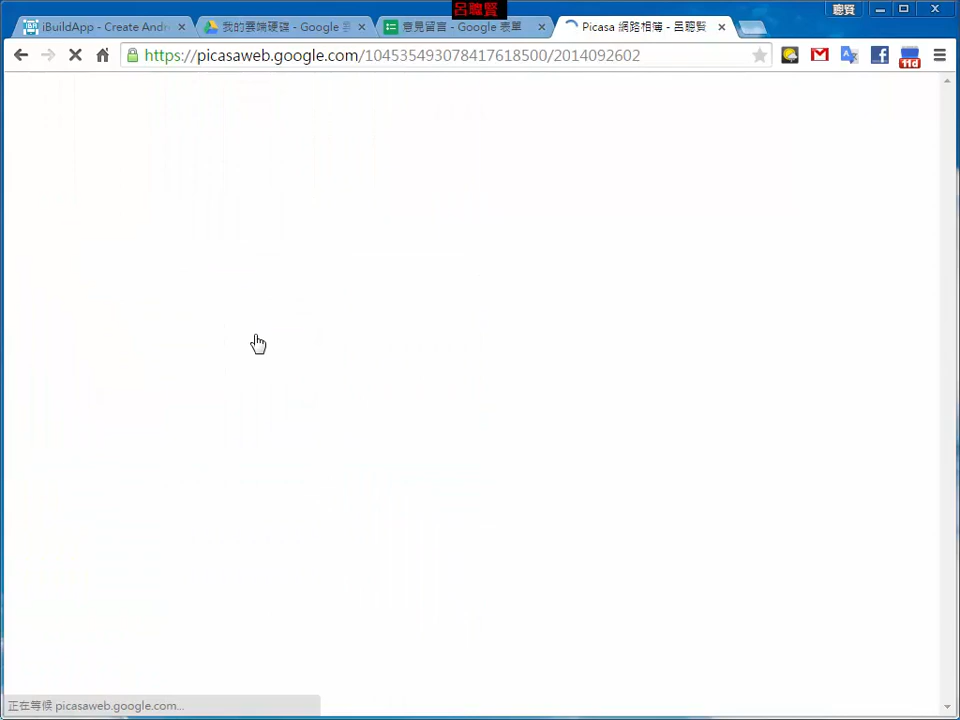 呂聰賢
聰賢
iBuildApp - Create Andr
我的雲端硬碟 - Google
意見留言 - Google 表單
Picasa 網路相簿 - 呂聰賢
https://picasaweb.google.com/104535493078417618500/2014092602
11d
正在等候 picasaweb.google.com...